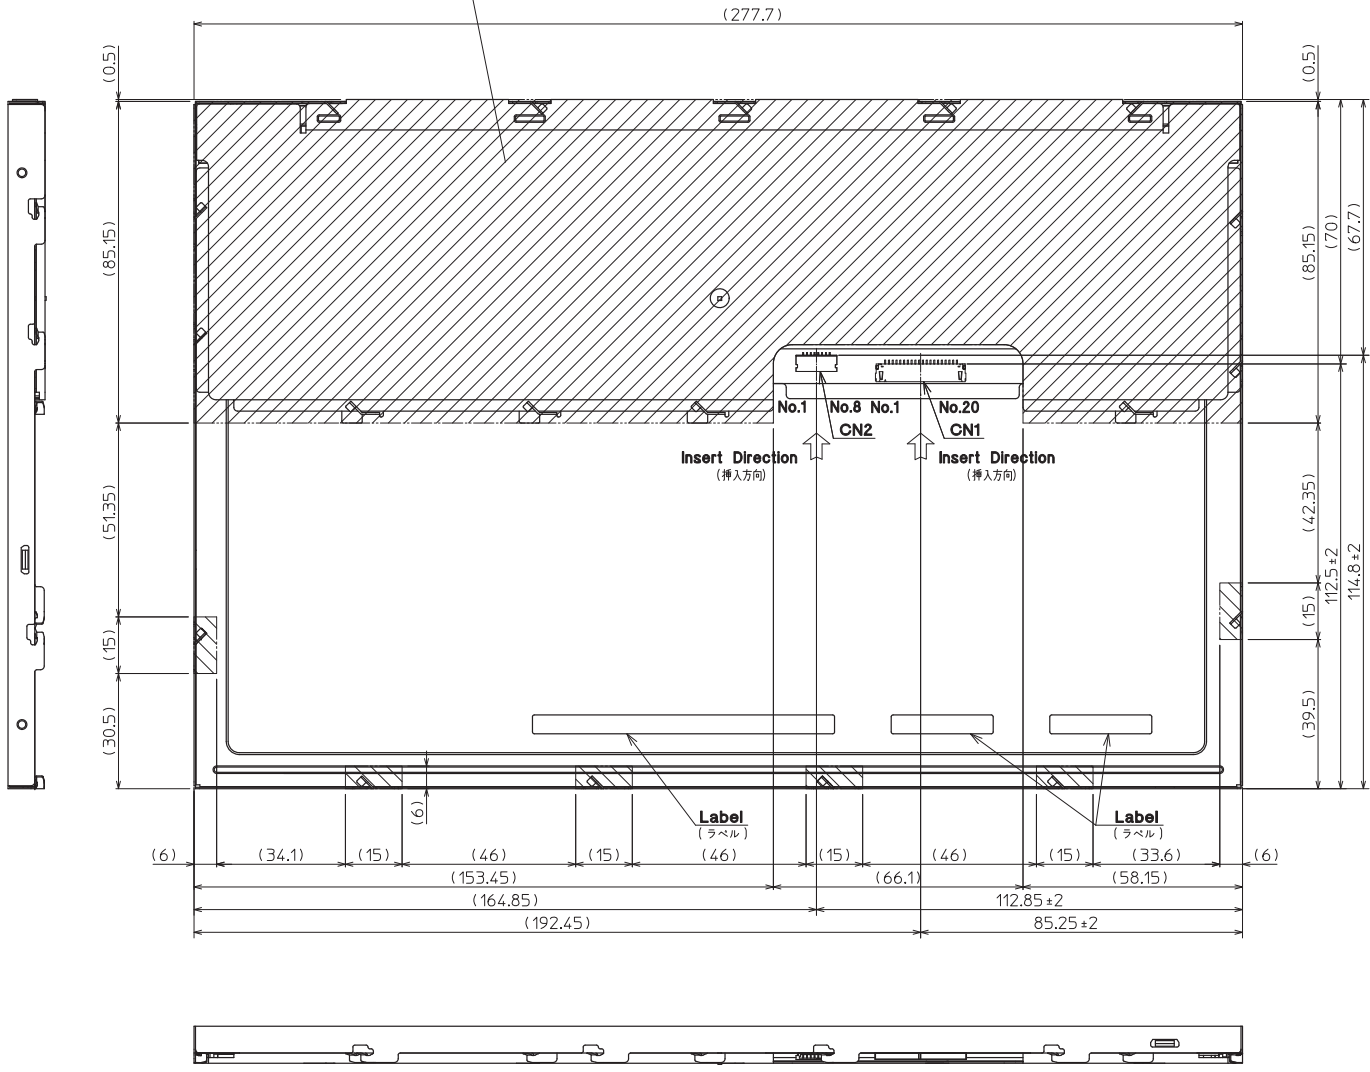 (277.7)
(0.5)
(0.5)
(85.15)
(85.15)
(70)
(67.7)
No.1 No.8 No.1 No.20
CN2 CN1
Insert Direction Insert Direction
(挿入方向) (挿入方向)
(51.35)
(42.35)
112.5±2
114.8±2
(15)
(15)
(30.5)
(39.5)
(6)
Label Label
(ラベル) (ラベル)
(6) (34.1) (15) (46) (15) (46) (15) (46) (15) (33.6) (6)
(153.45) (66.1) (58.15)
(164.85) 112.85±2
(192.45) 85.25±2